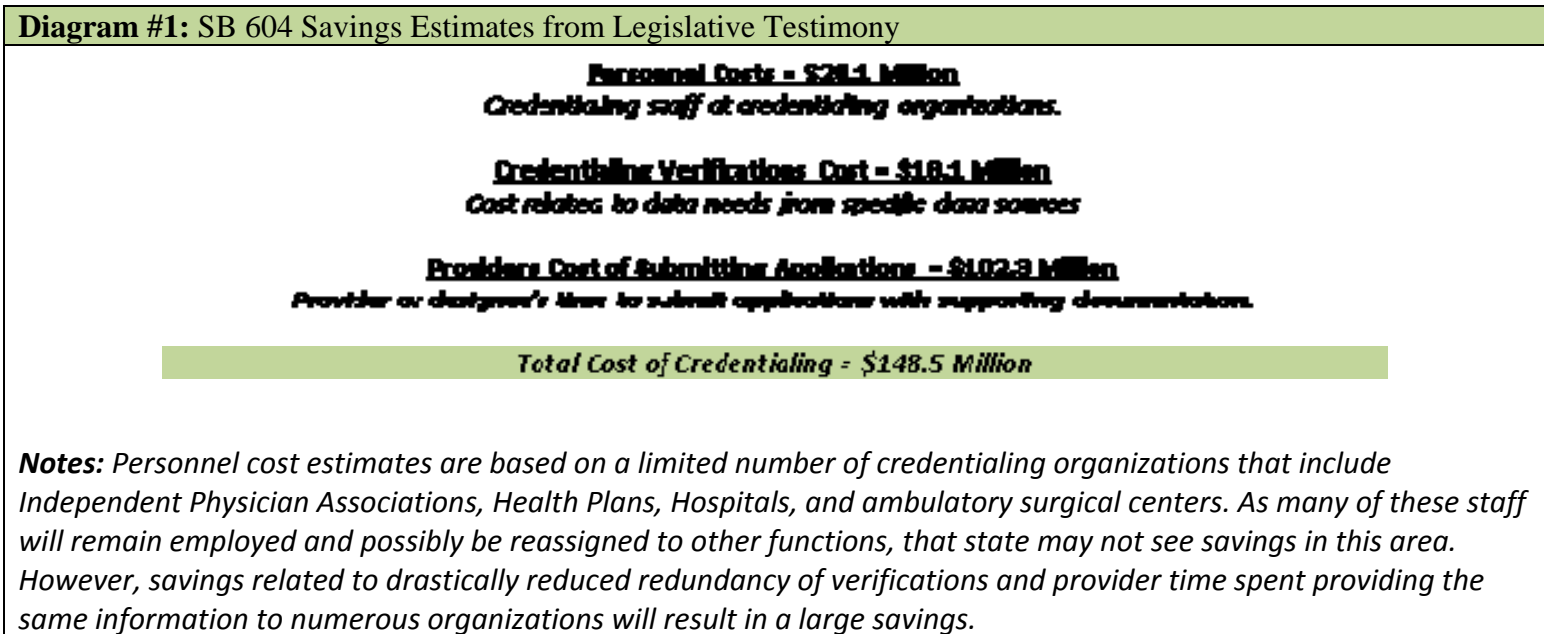 Diagram #1: SB 604 Savings Estimates from Legislative Testimony
Personnel Costs – $28.1 Million
Credentialing staff at credentialing organizations.
Credentialing Verifications Cost – $18.1 Million
Cost related to data needs from specific data sources
Providers Cost of Submitting Applications – $102.3 Million
Provider or designee's time to submit applications with supporting documentation.
Total Cost of Credentialing = $148.5 Million
Notes: Personnel cost estimates are based on a limited number of credentialing organizations that include
Independent Physician Associations, Health Plans, Hospitals, and ambulatory surgical centers. As many of these staff
will remain employed and possibly be reassigned to other functions, that state may not see savings in this area.
However, savings related to drastically reduced redundancy of verifications and provider time spent providing the
same information to numerous organizations will result in a large savings.